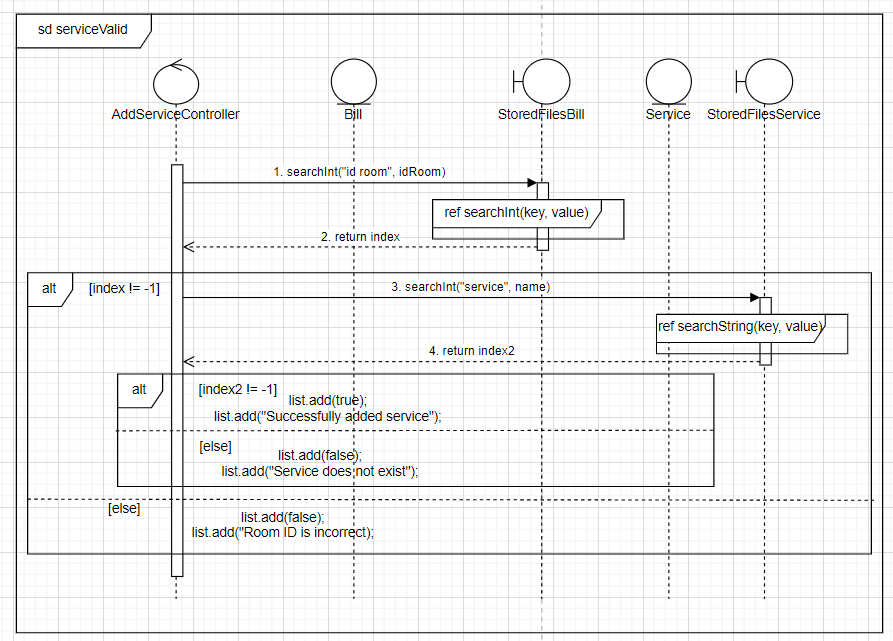 sd serviceValid
AddServiceController
Bill
StoredFilesBill
Service
StoredFilesService
1. searchInt("id room", idRoom)
ref searchInt(key, value)
2. return index
alt
[index != -1]
3. searchInt("service", name)
ref searchString(key, value)
4. return index2
alt
[index2 != -1]
list.add(true);
list.add("Successfully added service");
[else]
list.add(false);
list.add("Service does not exist");
[else]
list.add(false);
list.add("Room ID is incorrect);